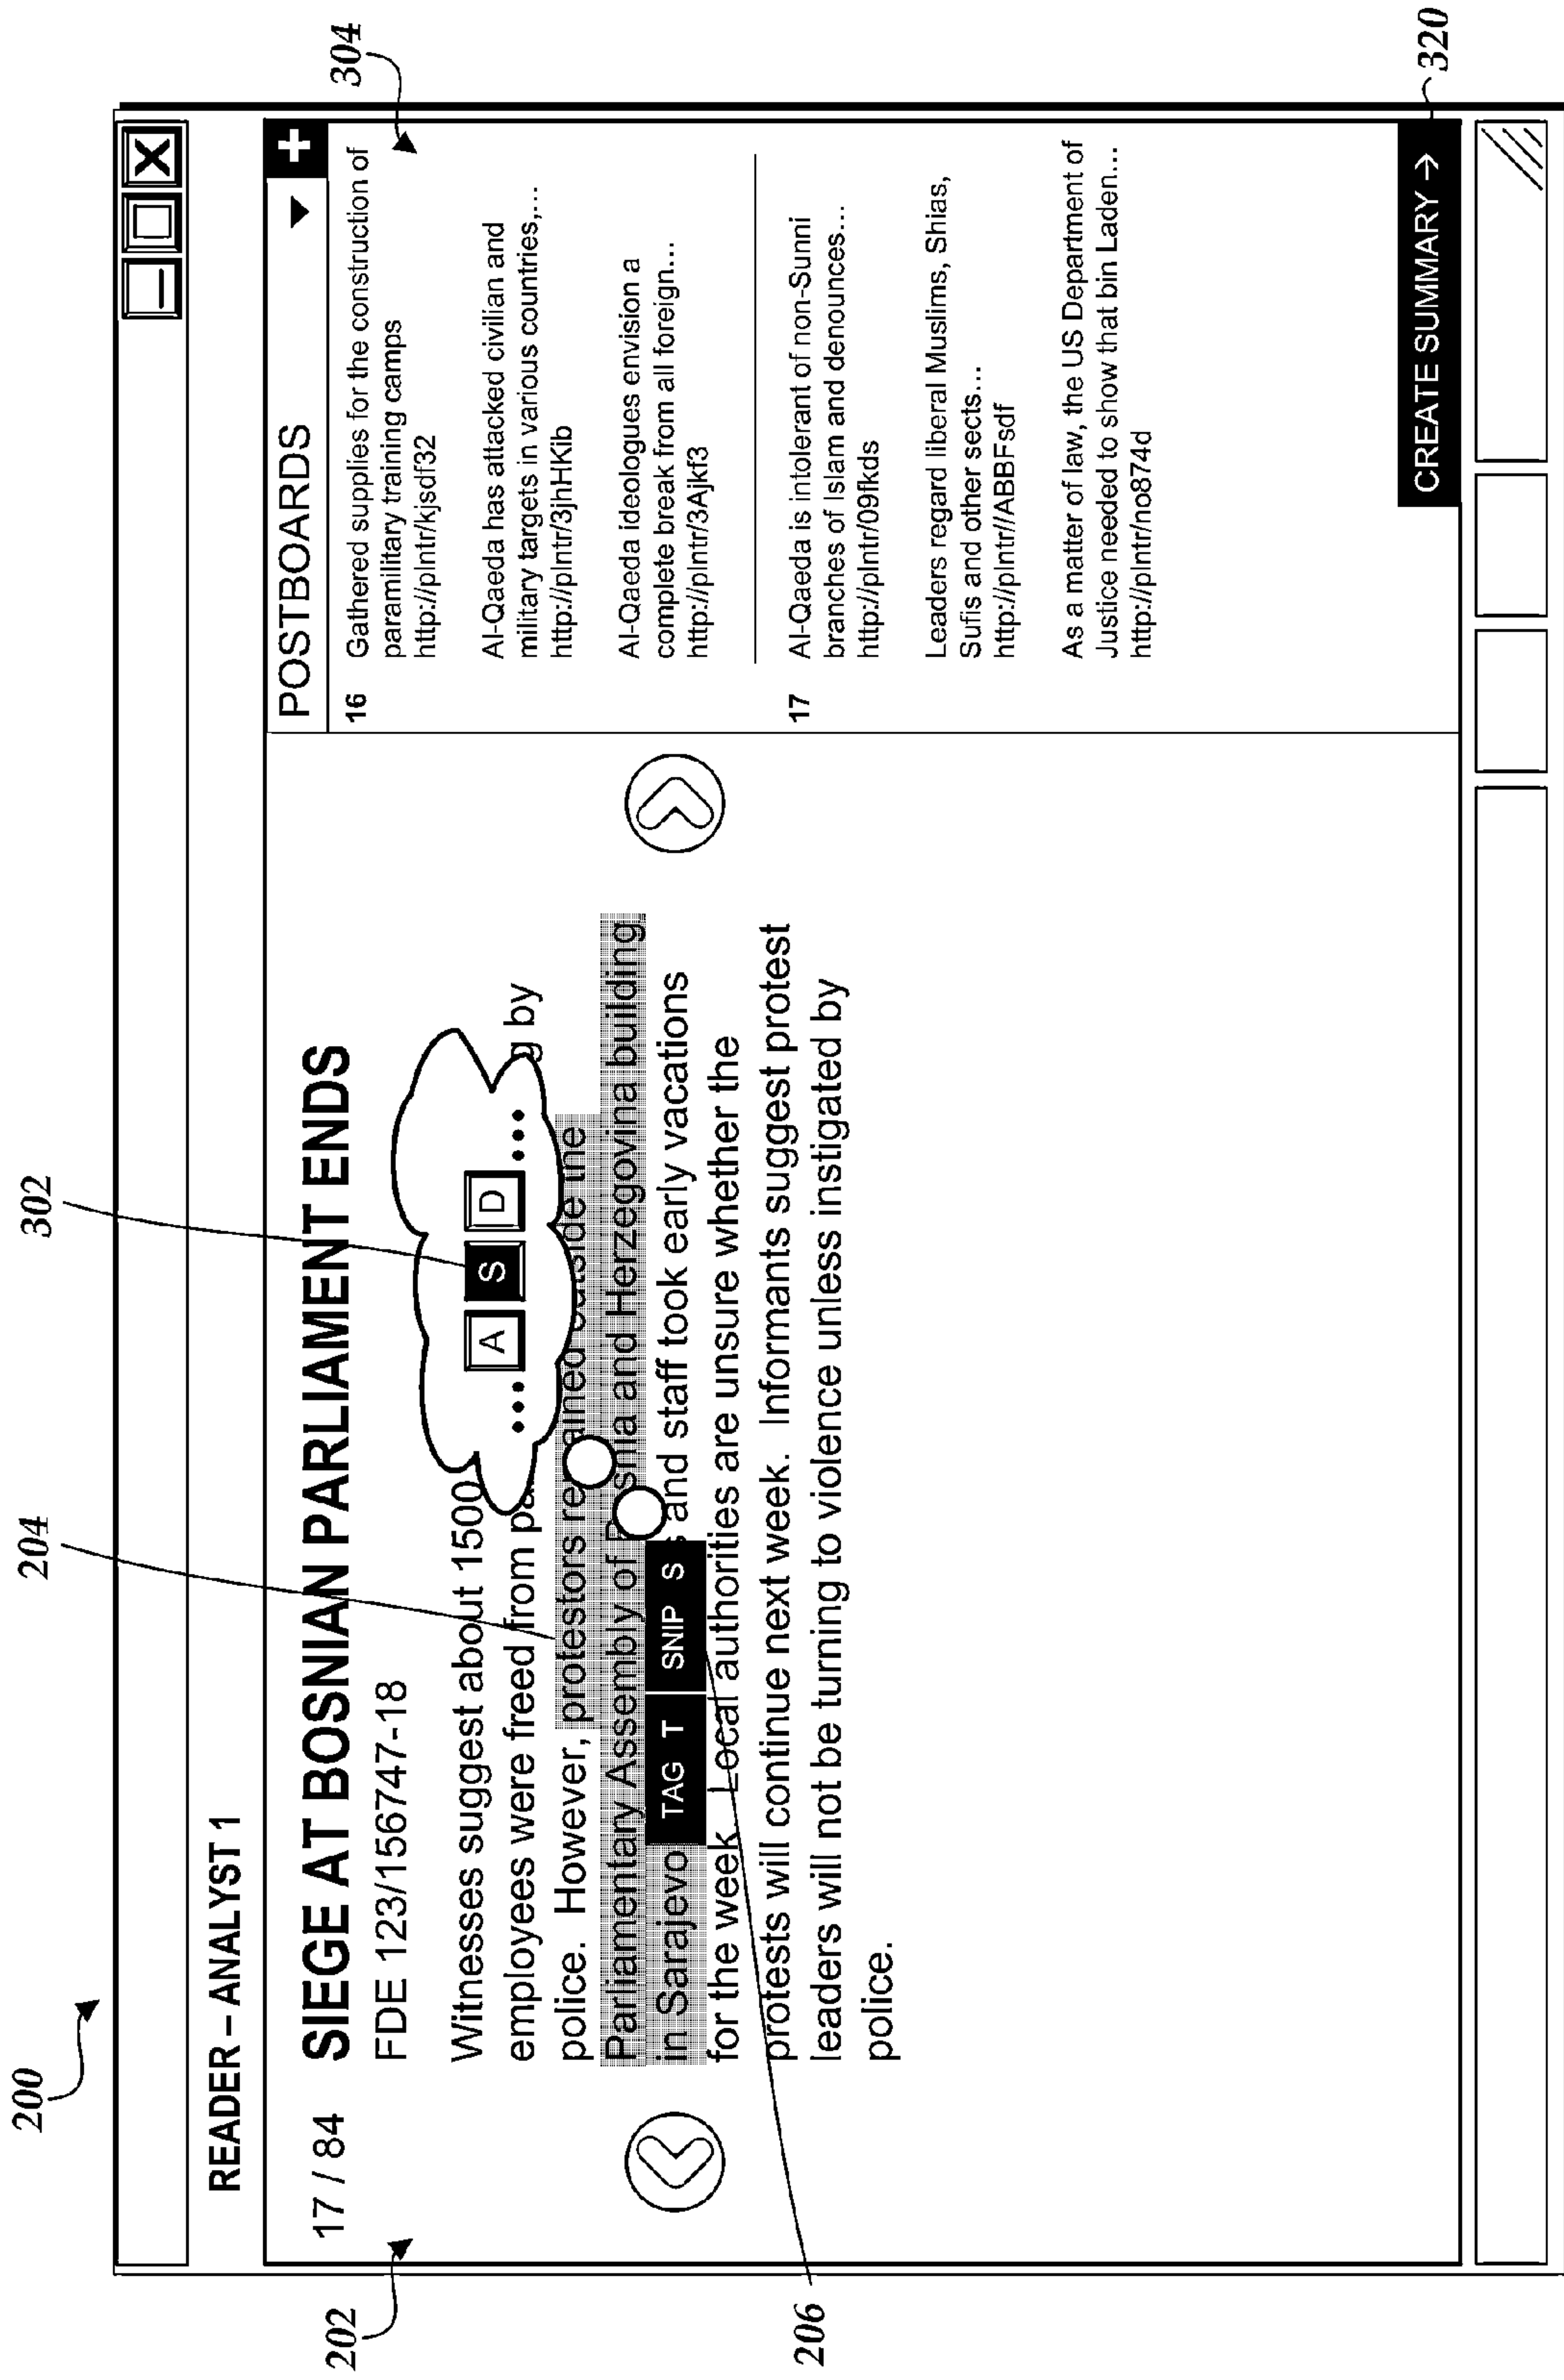 200
READER – ANALYST 1
202
17 / 84
SIEGE AT BOSNIAN PARLIAMENT ENDS
FDE 123/156747-18
204
302
Witnesses suggest about 1500
employees were freed from g by
police. However, protestors re ained outside the
Parliamentary Assembly of snia and Herzegovina building
in Sarajevo TAG T SNIP S and staff took early vacations
for the week. Local authorities are unsure whether the
protests will continue next week. Informants suggest protest
leaders will not be turning to violence unless instigated by
police.
... A S D ...
206
POSTBOARDS
+
304
16 Gathered supplies for the construction of
paramilitary training camps
http://plntr/kjsdf32
Al-Qaeda has attacked civilian and
military targets in various countries,...
http://plntr/3jhHKib
Al-Qaeda ideologues envision a
complete break from all foreign...
http://plntr/3Ajkf3
17 Al-Qaeda is intolerant of non-Sunni
branches of Islam and denounces...
http://plntr/09fkds
Leaders regard liberal Muslims, Shias,
Sufis and other sects...
http://plntr//ABBFsdf
As a matter of law, the US Department of
Justice needed to show that bin Laden...
http://plntr/no874d
CREATE SUMMARY →
320